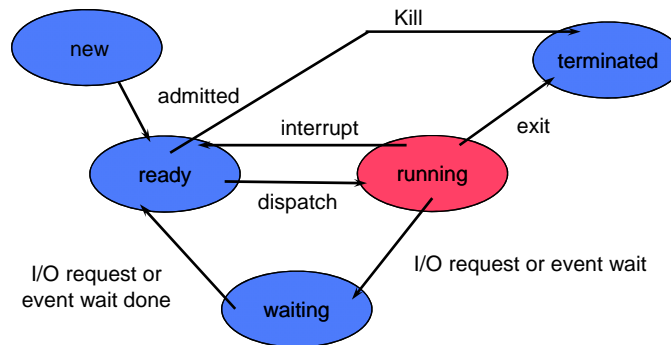 Kill
new
terminated
admitted
interrupt
exit
ready
running
dispatch
I/O request or
event wait done
I/O request or event wait
waiting